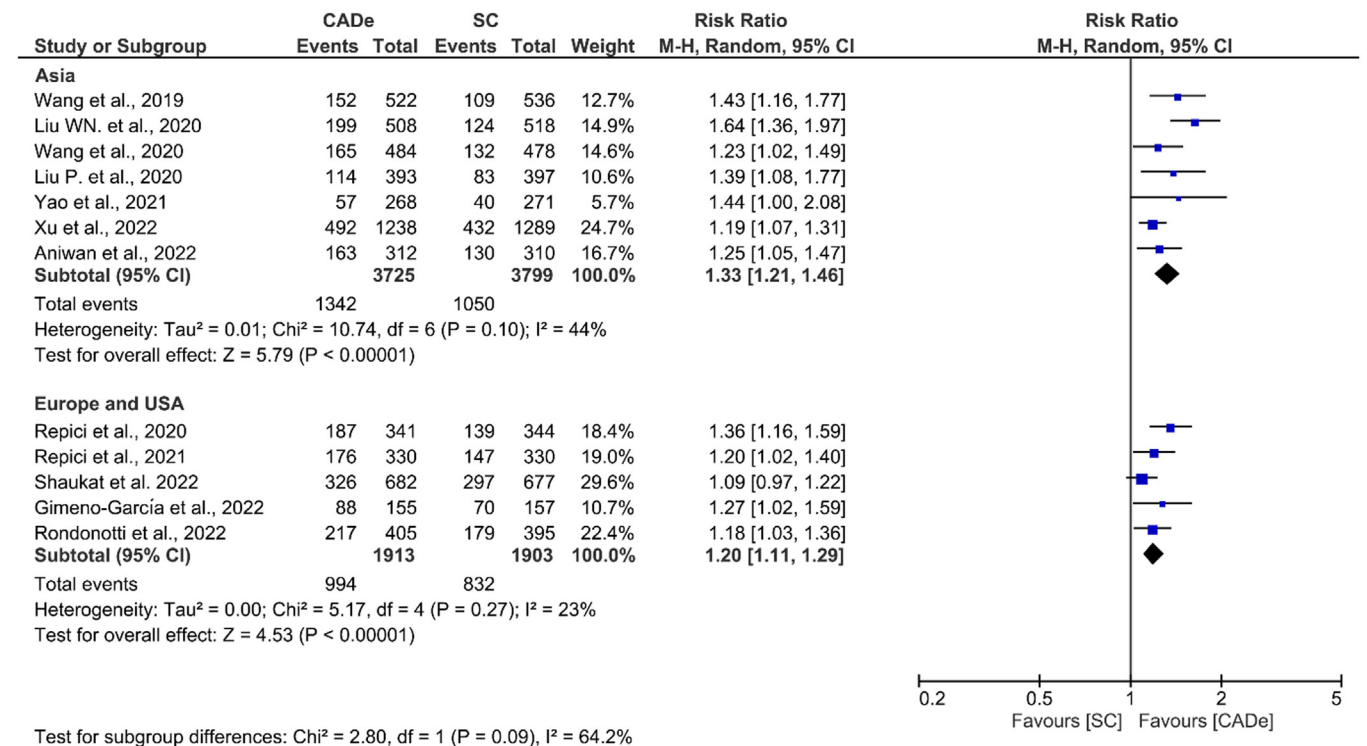 CADe SC Risk Ratio Risk Ratio
Study or Subgroup Events Total Events Total Weight M-H, Random, 95% CI M-H, Random, 95% CI
Asia
Wang et al., 2019 152 522 109 536 12.7% 1.43 [1.16, 1.77]
Liu WN. et al., 2020 199 508 124 518 14.9% 1.64 [1.36, 1.97]
Wang et al., 2020 165 484 132 478 14.6% 1.23 [1.02, 1.49]
Liu P. et al., 2020 114 393 83 397 10.6% 1.39 [1.08, 1.77]
Yao et al., 2021 57 268 40 271 5.7% 1.44 [1.00, 2.08]
Xu et al., 2022 492 1238 432 1289 24.7% 1.19 [1.07, 1.31]
Aniwan et al., 2022 163 312 130 310 16.7% 1.25 [1.05, 1.47]
Subtotal (95% CI) 3725 3799 100.0% 1.33 [1.21, 1.46]
Total events 1342 1050
Heterogeneity: Tau² = 0.01; Chi² = 10.74, df = 6 (P = 0.10); I² = 44%
Test for overall effect: Z = 5.79 (P < 0.00001)
Europe and USA
Repici et al., 2020 187 341 139 344 18.4% 1.36 [1.16, 1.59]
Repici et al., 2021 176 330 147 330 19.0% 1.20 [1.02, 1.40]
Shaukat et al. 2022 326 682 297 677 29.6% 1.09 [0.97, 1.22]
Gimeno-García et al., 2022 88 155 70 157 10.7% 1.27 [1.02, 1.59]
Rondonotti et al., 2022 217 405 179 395 22.4% 1.18 [1.03, 1.36]
Subtotal (95% CI) 1913 1903 100.0% 1.20 [1.11, 1.29]
Total events 994 832
Heterogeneity: Tau² = 0.00; Chi² = 5.17, df = 4 (P = 0.27); I² = 23%
Test for overall effect: Z = 4.53 (P < 0.00001)
0.2 0.5 1 2 5
Favours [SC] Favours [CADe]
Test for subgroup differences: Chi² = 2.80, df = 1 (P = 0.09), I² = 64.2%